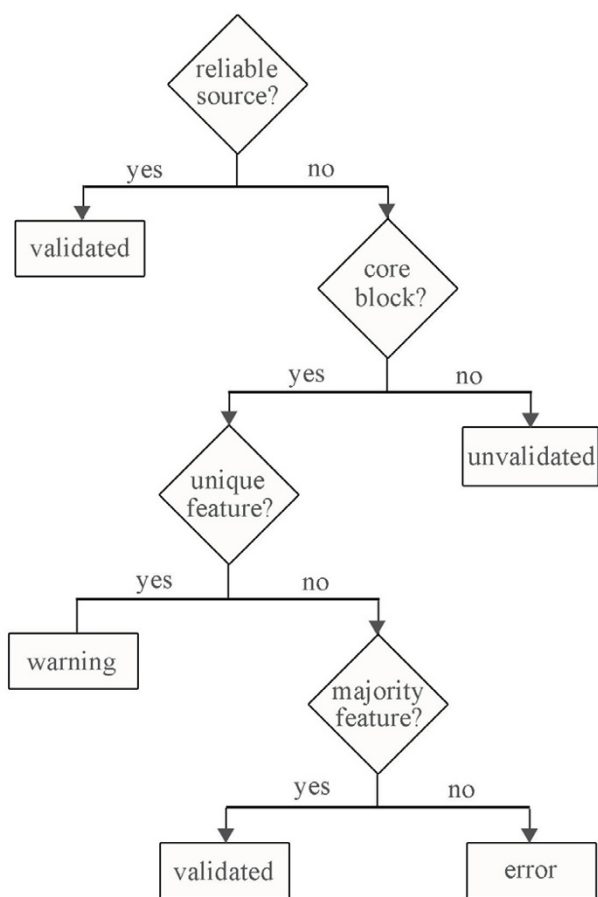 reliable
source?
yes
no
validated
core
block?
yes
no
unique
feature?
unvalidated
yes
no
warning
majority
feature?
yes
no
validated
error